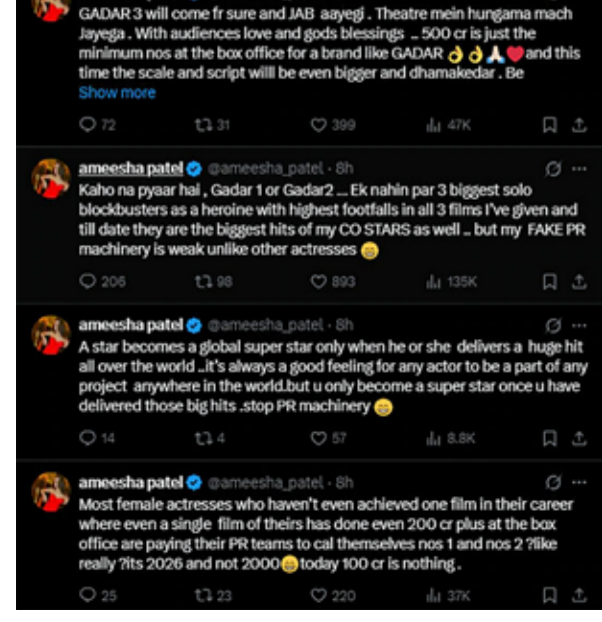 GADAR 3 will come fr sure and JAB aayegi . Theatre mein hungama mach
Jayega . With audiences love and gods blessings .. 500 cr is just the
minimum nos at the box office for a brand like GADAR 👌👌🙏❤️and this
time the scale and script willl be even bigger and dhamakedar . Be
Show more
72 31 399 47K
ameesha patel @ameesha_patel · 8h
Kaho na pyaar hai , Gadar 1 or Gadar2 .... Ek nahin par 3 biggest solo
blockbusters as a heroine with highest footfalls in all 3 films I've given and
till date they are the biggest hits of my CO STARS as well .. but my FAKE PR
machinery is weak unlike other actresses 😁
206 98 893 135K
ameesha patel @ameesha_patel · 8h
A star becomes a global super star only when he or she delivers a huge hit
all over the world ..it's always a good feeling for any actor to be a part of any
project anywhere in the world.but u only become a super star once u have
delivered those big hits .stop PR machinery 😁
14 4 57 8.8K
ameesha patel @ameesha_patel · 8h
Most female actresses who haven't even achieved one film in their career
where even a single film of theirs has done even 200 cr plus at the box
office are paying their PR teams to cal themselves nos 1 and nos 2 ?like
really ?its 2026 and not 2000😁today 100 cr is nothing .
25 23 220 37K